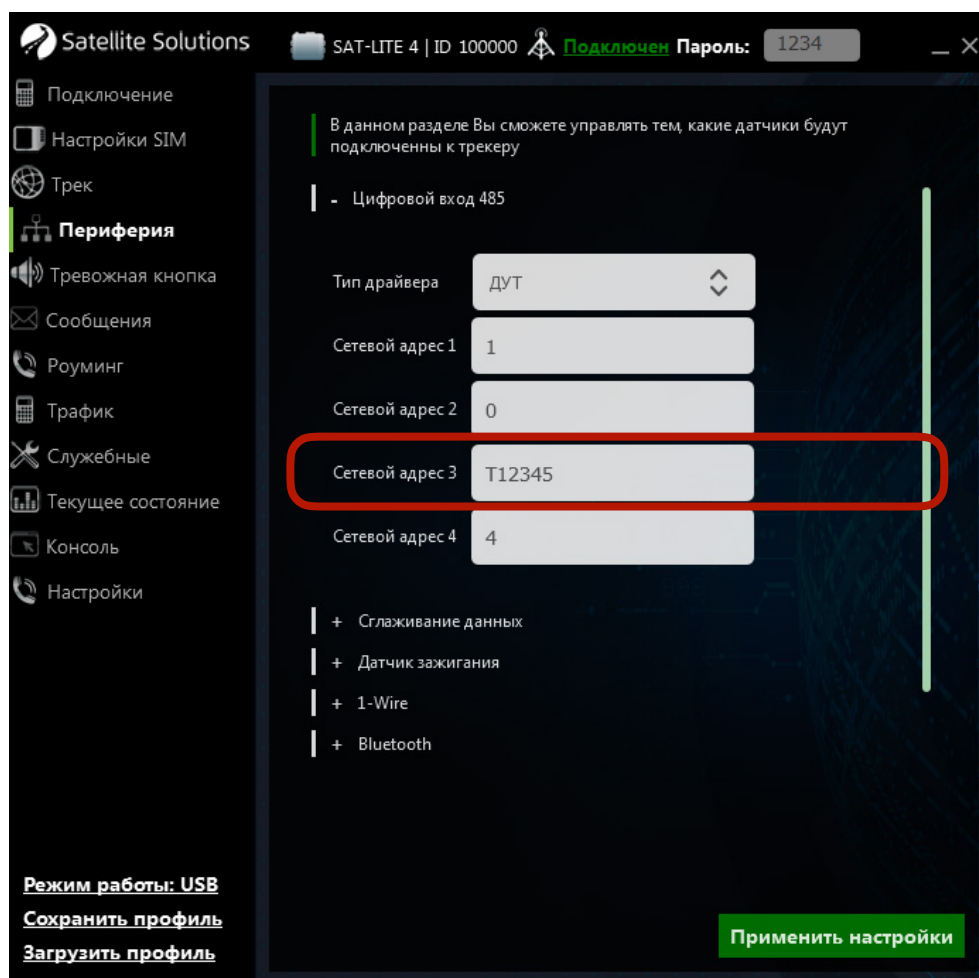 Satellite Solutions
SAT-LITE 4 | ID 100000 Подключен Пароль: 1234
Подключение
Настройки SIM
Трек
Периферия
Тревожная кнопка
Сообщения
Роуминг
Трафик
Служебные
Текущее состояние
Консоль
Настройки
Режим работы: USB
Сохранить профиль
Загрузить профиль
В данном разделе Вы сможете управлять тем, какие датчики будут
подключенны к трекеру
- Цифровой вход 485
Тип драйвера ДУТ
Сетевой адрес 1 1
Сетевой адрес 2 0
Сетевой адрес 3 T12345
Сетевой адрес 4 4
+ Сглаживание данных
+ Датчик зажигания
+ 1-Wire
+ Bluetooth
Применить настройки